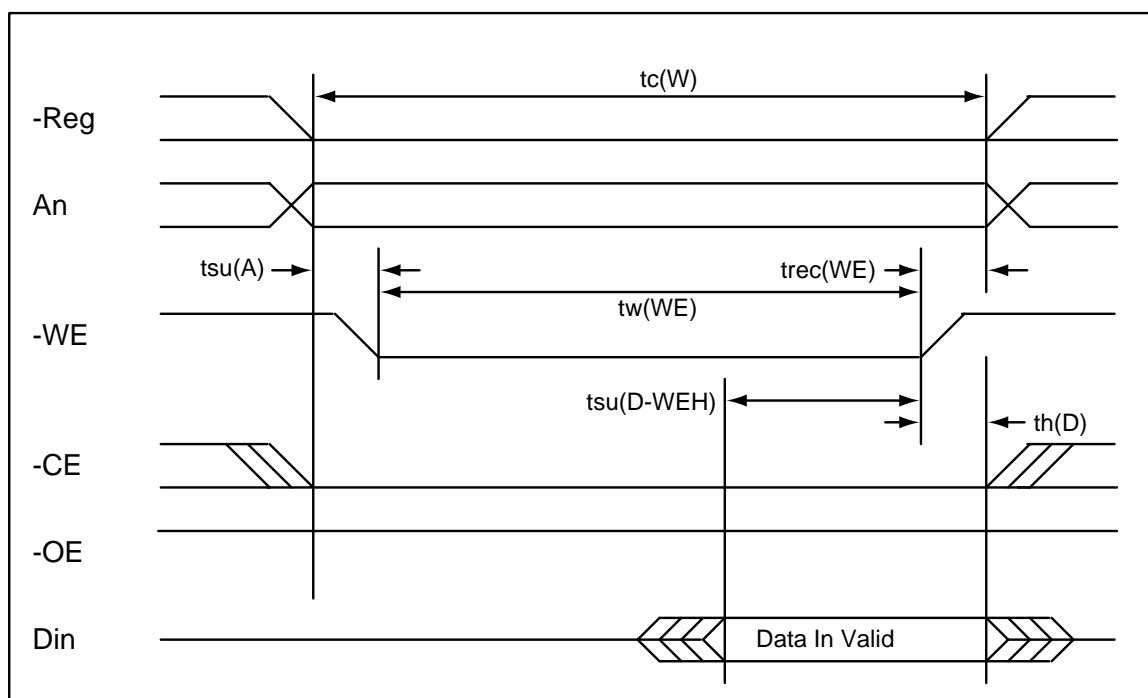 tc(W)
-Reg
An
tsu(A)
trec(WE)
tw(WE)
-WE
tsu(D-WEH)
th(D)
-CE
-OE
Din
Data In Valid